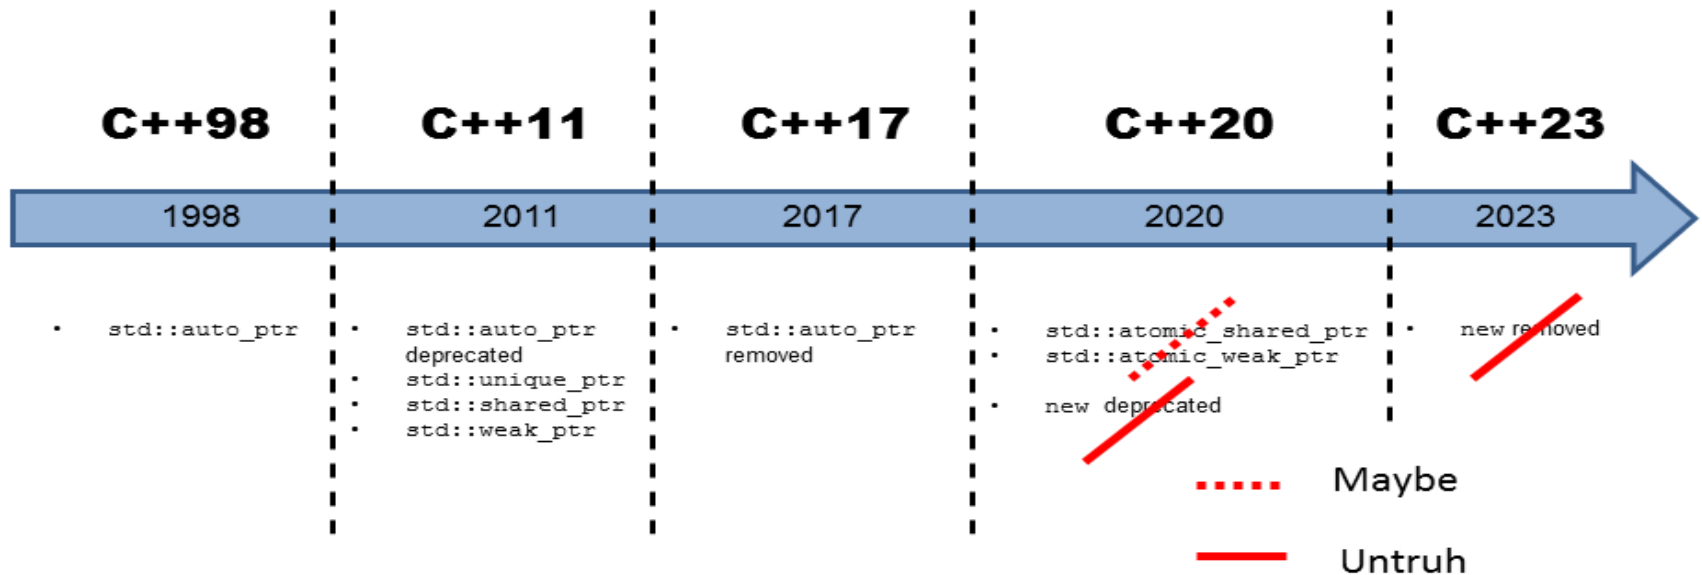 C++98
C++11
C++17
C++20
C++23
1998
2011
2017
2020
2023
• std::auto_ptr
• std::auto_ptr
deprecated
• std::unique_ptr
• std::shared_ptr
• std::weak_ptr
• std::auto_ptr
removed
• std::atomic_shared_ptr
• std::atomic_weak_ptr
• new deprecated
• new removed
Maybe
Untruh